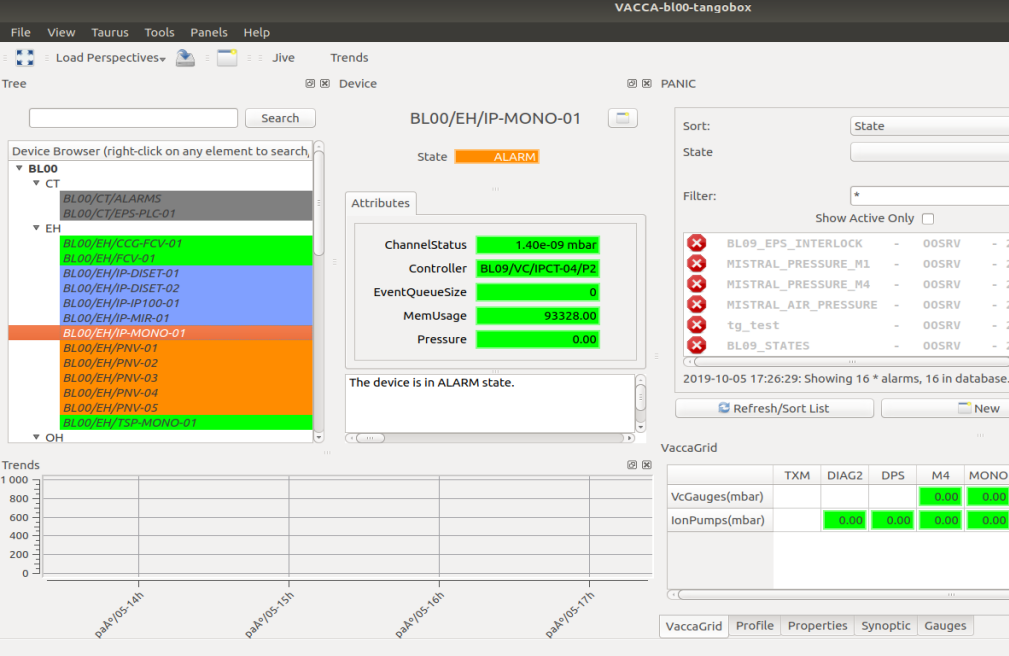 VACCA-bl00-tangobox
File View Taurus Tools Panels Help
Load Perspectives Jive Trends
Tree
Search
Device Browser (right-click on any element to search,
BL00
CT
BL00/CT/ALARMS
BL00/CT/EPS-PLC-01
EH
BL00/EH/CCG-FCV-01
BL00/EH/FCV-01
BL00/EH/IP-DISET-01
BL00/EH/IP-DISET-02
BL00/EH/IP-IP100-01
BL00/EH/IP-MIR-01
BL00/EH/IP-MONO-01
BL00/EH/PNV-01
BL00/EH/PNV-02
BL00/EH/PNV-03
BL00/EH/PNV-04
BL00/EH/PNV-05
BL00/EH/TSP-MONO-01
OH
Device
BL00/EH/IP-MONO-01
State ALARM
Attributes
ChannelStatus 1.40e-09 mbar
Controller BL09/VC/IPCT-04/P2
EventQueueSize 0
MemUsage 93328.00
Pressure 0.00
The device is in ALARM state.
PANIC
Sort: State
State
Filter: *
Show Active Only
BL09_EPS_INTERLOCK - OOSRV - 2
MISTRAL_PRESSURE_M1 - OOSRV - 2
MISTRAL_PRESSURE_M4 - OOSRV - 2
MISTRAL_AIR_PRESSURE - OOSRV - 2
tg_test - OOSRV - 2
BL09_STATES - OOSRV - 2
2019-10-05 17:26:29: Showing 16 * alarms, 16 in database.
Refresh/Sort List New
Trends
1 000
800
600
400
200
0
paÅ°/05-14h paÅ°/05-15h paÅ°/05-16h paÅ°/05-17h
VaccaGrid
TXM DIAG2 DPS M4 MONO
VcGauges(mbar) 0.00 0.00
IonPumps(mbar) 0.00 0.00 0.00 0.00
VaccaGrid Profile Properties Synoptic Gauges